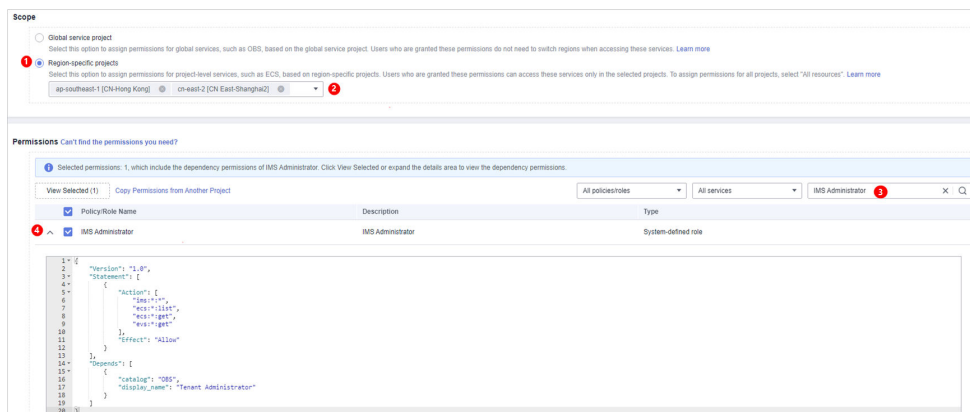 Scope
Global service project
Select this option to assign permissions for global services, such as OBS, based on the global service project. Users who are granted these permissions do not need to switch regions when accessing these services. Learn more
1 Region-specific projects
Select this option to assign permissions for project-level services, such as ECS, based on region-specific projects. Users who are granted these permissions can access these services only in the selected projects. To assign permissions for all projects, select "All resources". Learn more
ap-southeast-1 [CN-Hong Kong] cn-east-2 [CN East-Shanghai2] 2
Permissions Can't find the permissions you need?
Selected permissions: 1, which include the dependency permissions of IMS Administrator. Click View Selected or expand the details area to view the dependency permissions.
View Selected (1) Copy Permissions from Another Project All policies/roles All services IMS Administrator 3
Policy/Role Name Description Type
4 IMS Administrator IMS Administrator System-defined role
1 {
2 "Version": "1.0",
3 "Statement": [
4 {
5 "Action": [
6 "ims:*:*",
7 "ecs:*:list",
8 "ecs:*:get",
9 "evs:*:get"
10 ],
11 "Effect": "Allow"
12 }
13 ],
14 "Depends": [
15 {
16 "catalog": "OBS",
17 "display_name": "Tenant Administrator"
18 }
19 ]
20 }